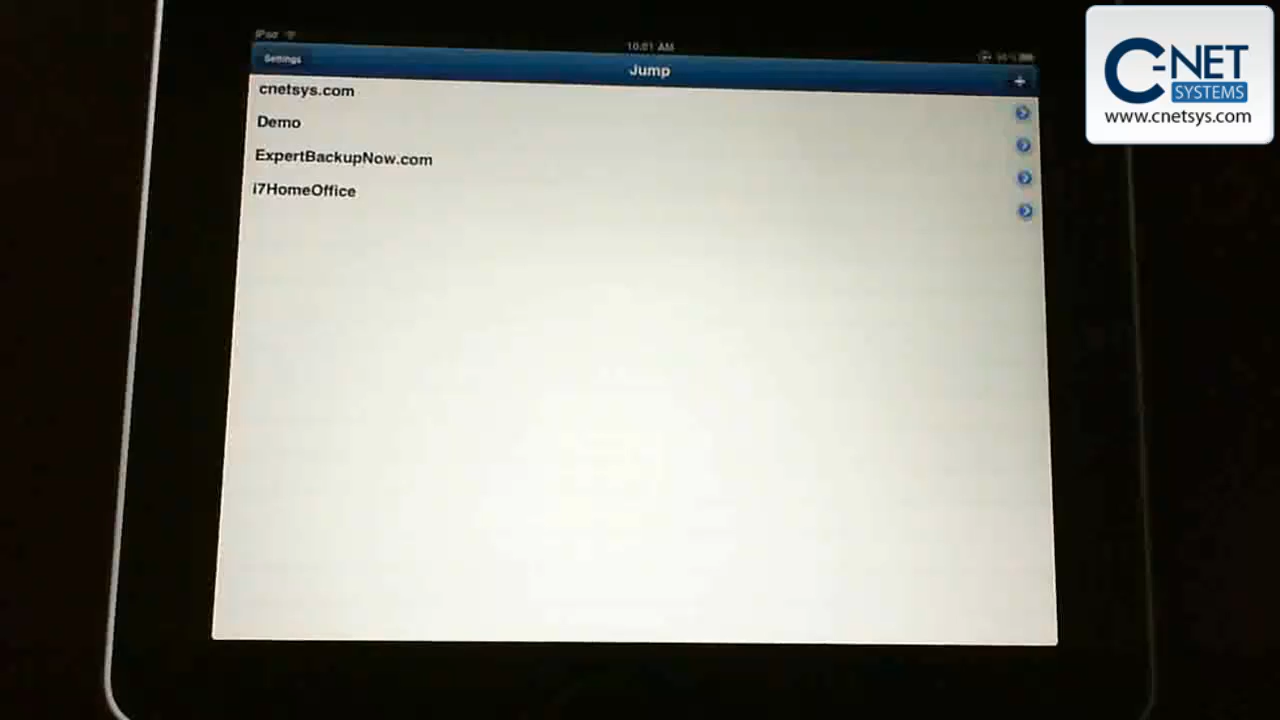 iPad
10:01 AM
Settings
Jump
+
cnetsys.com
Demo
ExpertBackupNow.com
i7HomeOffice
C-NET
SYSTEMS
www.cnetsys.com